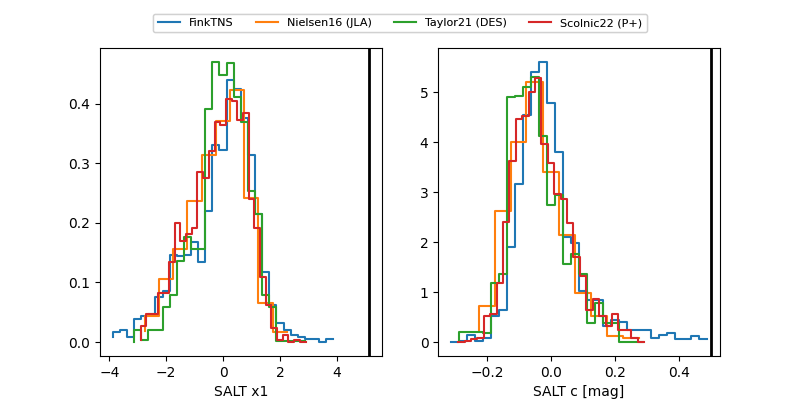 FinkTNS Nielsen16 (JLA) Taylor21 (DES) Scolnic22 (P+)
0.4
0.3
0.2
0.1
0.0
−4 −2 0 2 4
SALT x1
5
4
3
2
1
0
−0.2 0.0 0.2 0.4
SALT c [mag]